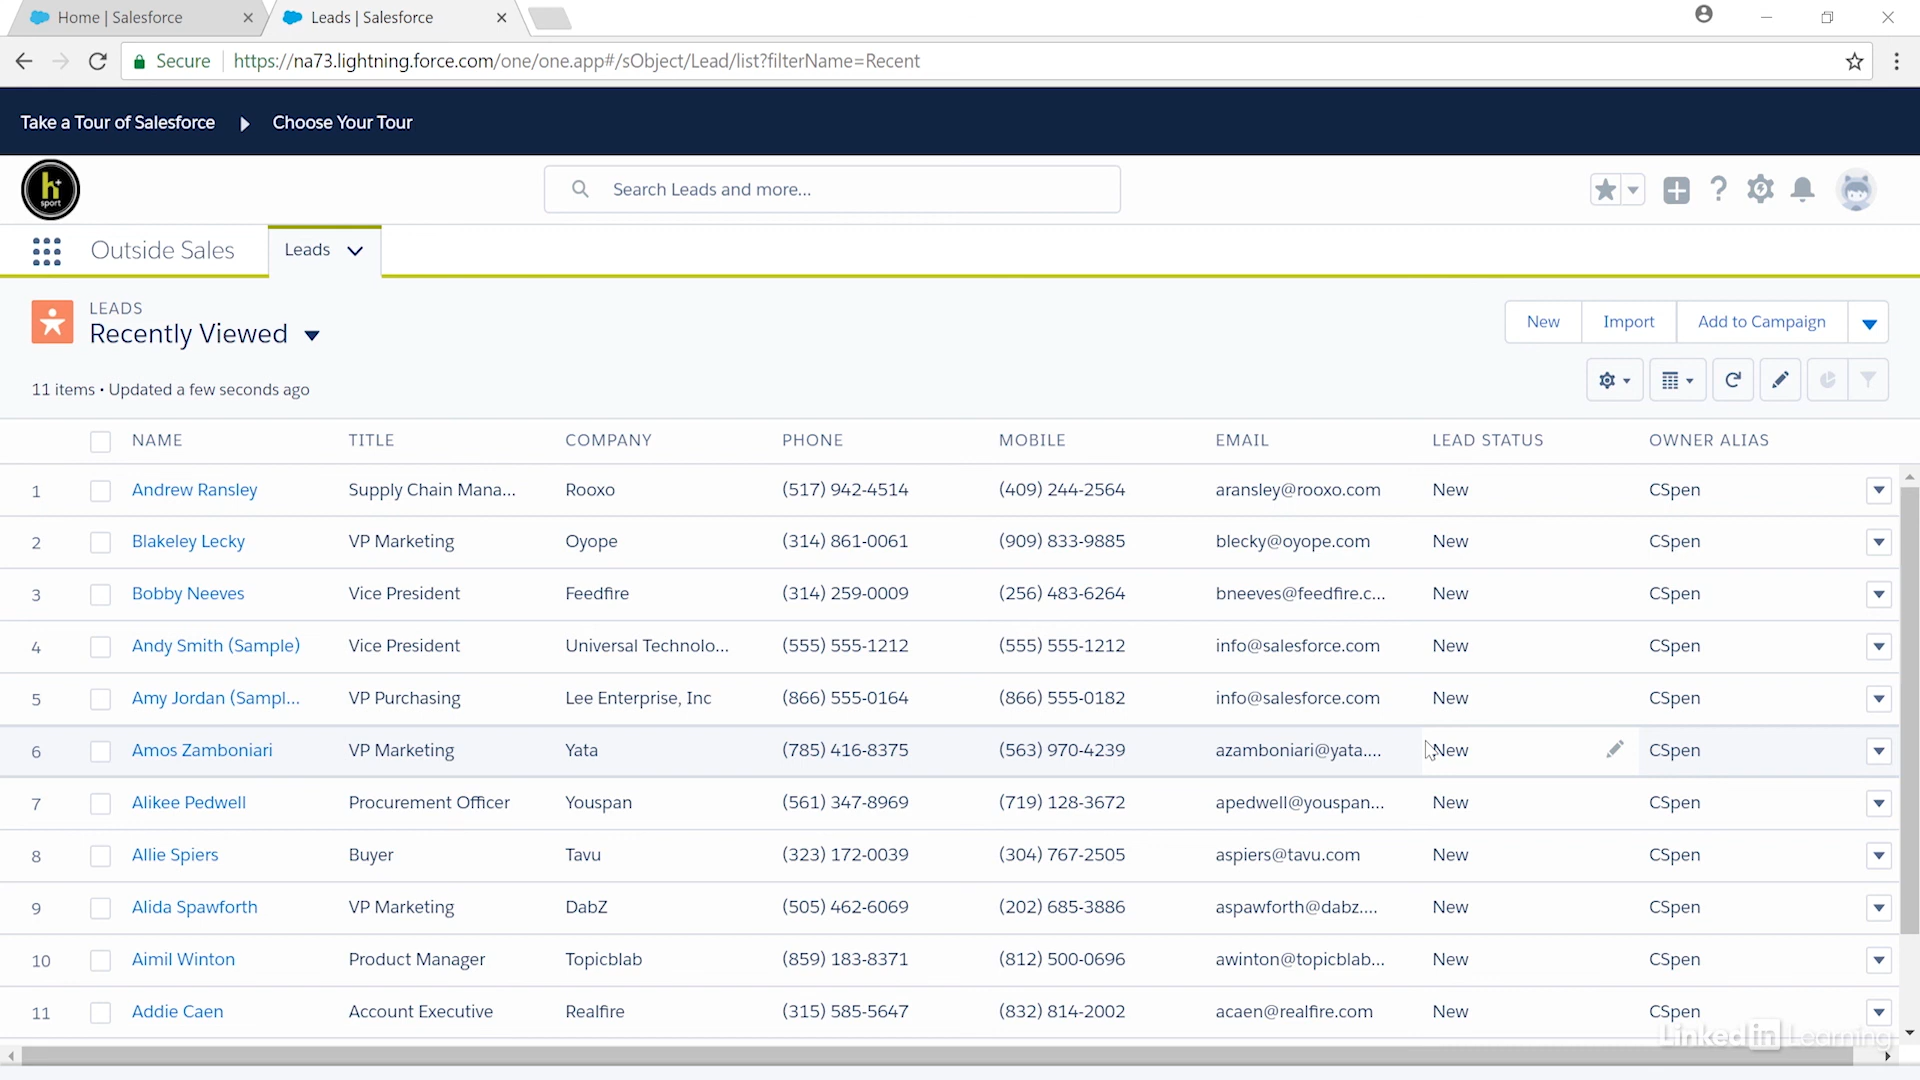 Home | Salesforce
Leads | Salesforce
Secure
https://na73.lightning.force.com/one/one.app#/sObject/Lead/list?filterName=Recent
Take a Tour of Salesforce
Choose Your Tour
h+ sport
Search Leads and more...
Outside Sales
Leads
LEADS
Recently Viewed
New
Import
Add to Campaign
11 items • Updated a few seconds ago
NAME TITLE COMPANY PHONE MOBILE EMAIL LEAD STATUS OWNER ALIAS
1 Andrew Ransley Supply Chain Mana... Rooxo (517) 942-4514 (409) 244-2564 aransley@rooxo.com New CSpen
2 Blakeley Lecky VP Marketing Oyope (314) 861-0061 (909) 833-9885 blecky@oyope.com New CSpen
3 Bobby Neeves Vice President Feedfire (314) 259-0009 (256) 483-6264 bneeves@feedfire.c... New CSpen
4 Andy Smith (Sample) Vice President Universal Technolo... (555) 555-1212 (555) 555-1212 info@salesforce.com New CSpen
5 Amy Jordan (Sampl... VP Purchasing Lee Enterprise, Inc (866) 555-0164 (866) 555-0182 info@salesforce.com New CSpen
6 Amos Zamboniari VP Marketing Yata (785) 416-8375 (563) 970-4239 azamboniari@yata.... New CSpen
7 Alikee Pedwell Procurement Officer Youspan (561) 347-8969 (719) 128-3672 apedwell@youspan... New CSpen
8 Allie Spiers Buyer Tavu (323) 172-0039 (304) 767-2505 aspiers@tavu.com New CSpen
9 Alida Spawforth VP Marketing DabZ (505) 462-6069 (202) 685-3886 aspawforth@dabz.... New CSpen
10 Aimil Winton Product Manager Topicblab (859) 183-8371 (812) 500-0696 awinton@topicblab... New CSpen
11 Addie Caen Account Executive Realfire (315) 585-5647 (832) 814-2002 acaen@realfire.com New CSpen
Linked in Learning